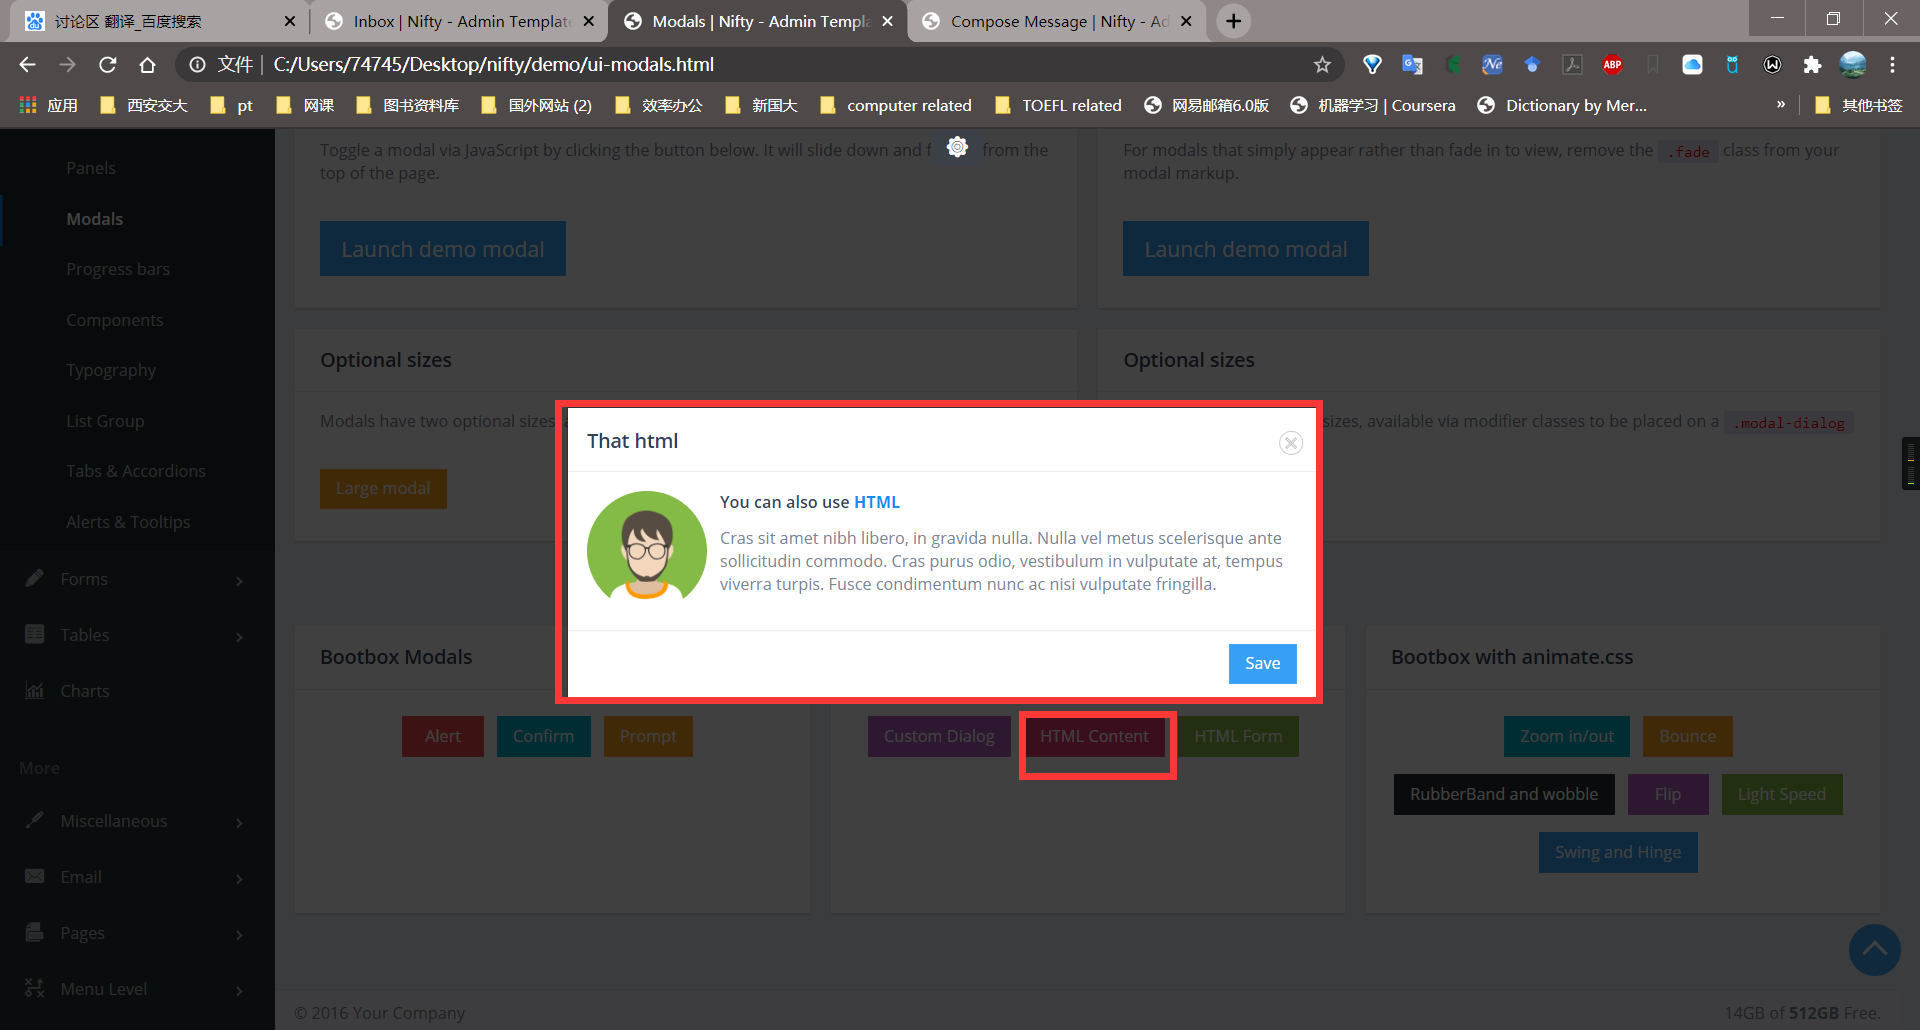 讨论区 翻译_百度搜索
Inbox | Nifty - Admin Template
Modals | Nifty - Admin Templa
Compose Message | Nifty - Ad
文件
C:/Users/74745/Desktop/nifty/demo/ui-modals.html
ABP
应用
西安交大
pt
网课
图书资料库
国外网站 (2)
效率办公
新国大
computer related
TOEFL related
网易邮箱6.0版
机器学习 | Coursera
Dictionary by Mer...
»
其他书签
Panels
Modals
Progress bars
Components
Typography
List Group
Tabs & Accordions
Alerts & Tooltips
Forms
Tables
Charts
More
Miscellaneous
Email
Pages
Menu Level
Toggle a modal via JavaScript by clicking the button below. It will slide down and f from the
top of the page.
Launch demo modal
For modals that simply appear rather than fade in to view, remove the .fade class from your
modal markup.
Launch demo modal
Optional sizes
Modals have two optional sizes
Large modal
Optional sizes
sizes, available via modifier classes to be placed on a .modal-dialog
That html
You can also use HTML
Cras sit amet nibh libero, in gravida nulla. Nulla vel metus scelerisque ante
sollicitudin commodo. Cras purus odio, vestibulum in vulputate at, tempus
viverra turpis. Fusce condimentum nunc ac nisi vulputate fringilla.
Save
Bootbox Modals
Alert
Confirm
Prompt
Custom Dialog
HTML Content
HTML Form
Bootbox with animate.css
Zoom in/out
Bounce
RubberBand and wobble
Flip
Light Speed
Swing and Hinge
© 2016 Your Company
14GB of 512GB Free.